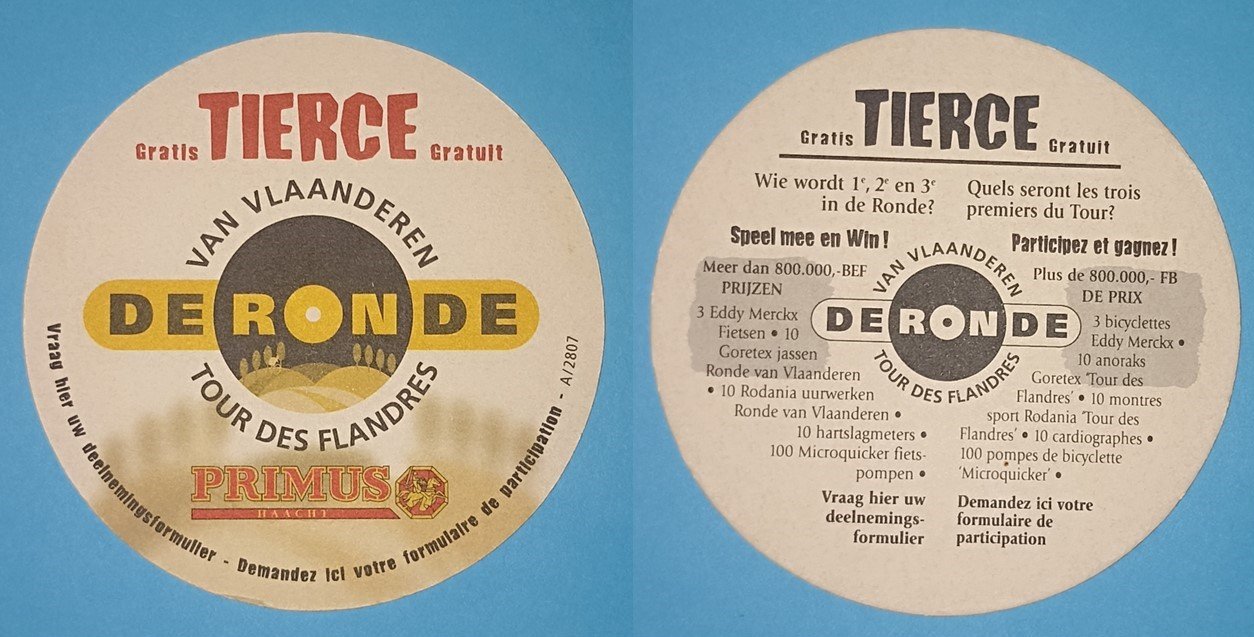 Gratis TIERCE Gratuit
VAN VLAANDEREN
DE RONDE
TOUR DES FLANDRES
PRIMUS
HAACHT
Vraag hier uw deelnemingsformulier - Demandez ici votre formulaire de participation - A/2807
Gratis TIERCE Gratuit
Wie wordt 1e, 2e en 3e
in de Ronde?
Quels seront les trois
premiers du Tour?
Speel mee en Win!
Meer dan 800.000,-BEF
PRIJZEN
3 Eddy Merckx
Fietsen • 10
Goretex jassen
Ronde van Vlaanderen
• 10 Rodania uurwerken
Ronde van Vlaanderen •
10 hartslagmeters •
100 Microquicker fiets-
pompen •
Vraag hier uw
deelnemings-
formulier
VAN VLAANDEREN
DE RONDE
TOUR DES FLANDRES
Participez et gagnez!
Plus de 800.000,- FB
DE PRIX
3 bicyclettes
Eddy Merckx •
10 anoraks
Goretex 'Tour des
Flandres' • 10 montres
sport Rodania 'Tour des
Flandres' • 10 cardiographes •
100 pompes de bicyclette
'Microquicker' •
Demandez ici votre
formulaire de
participation